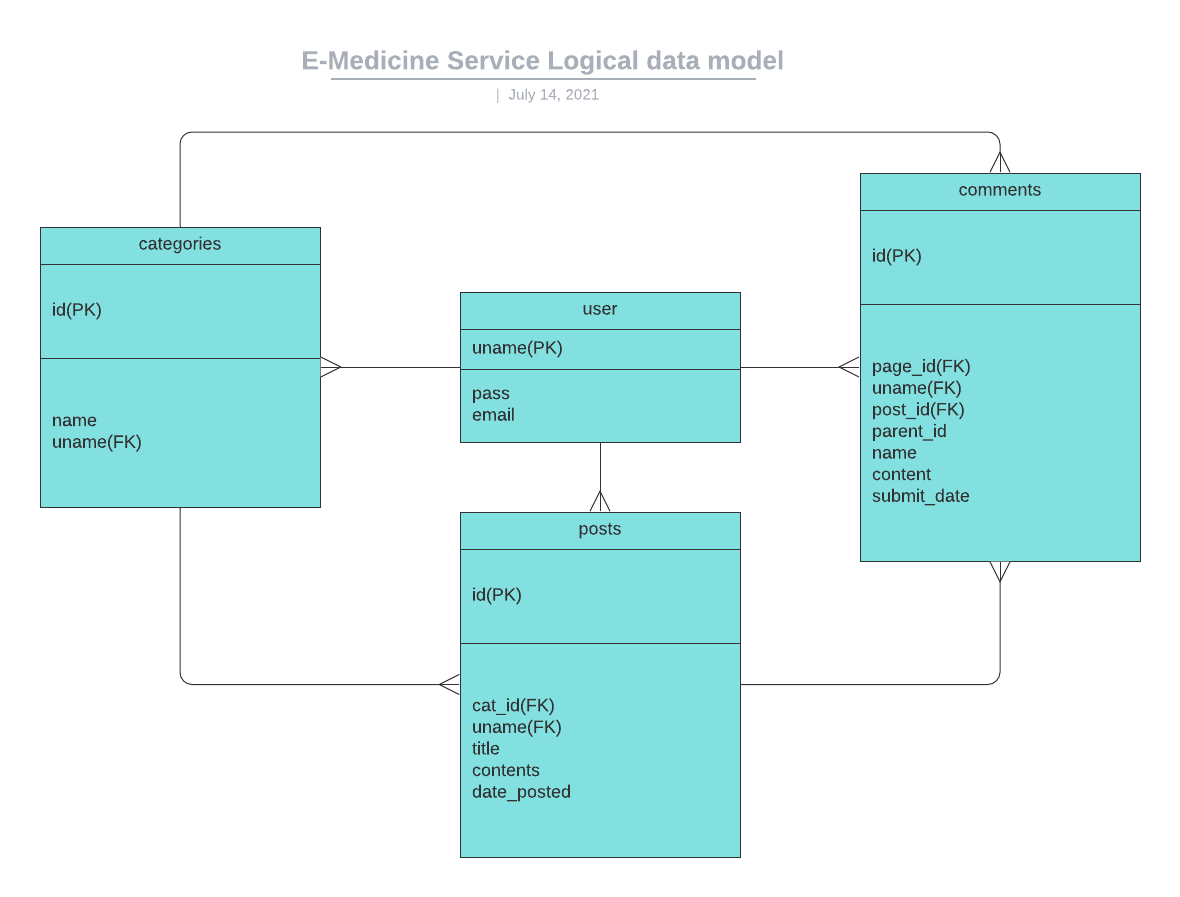 E-Medicine Service Logical data model
| July 14, 2021
categories
id(PK)
name
uname(FK)
user
uname(PK)
pass
email
comments
id(PK)
page_id(FK)
uname(FK)
post_id(FK)
parent_id
name
content
submit_date
posts
id(PK)
cat_id(FK)
uname(FK)
title
contents
date_posted